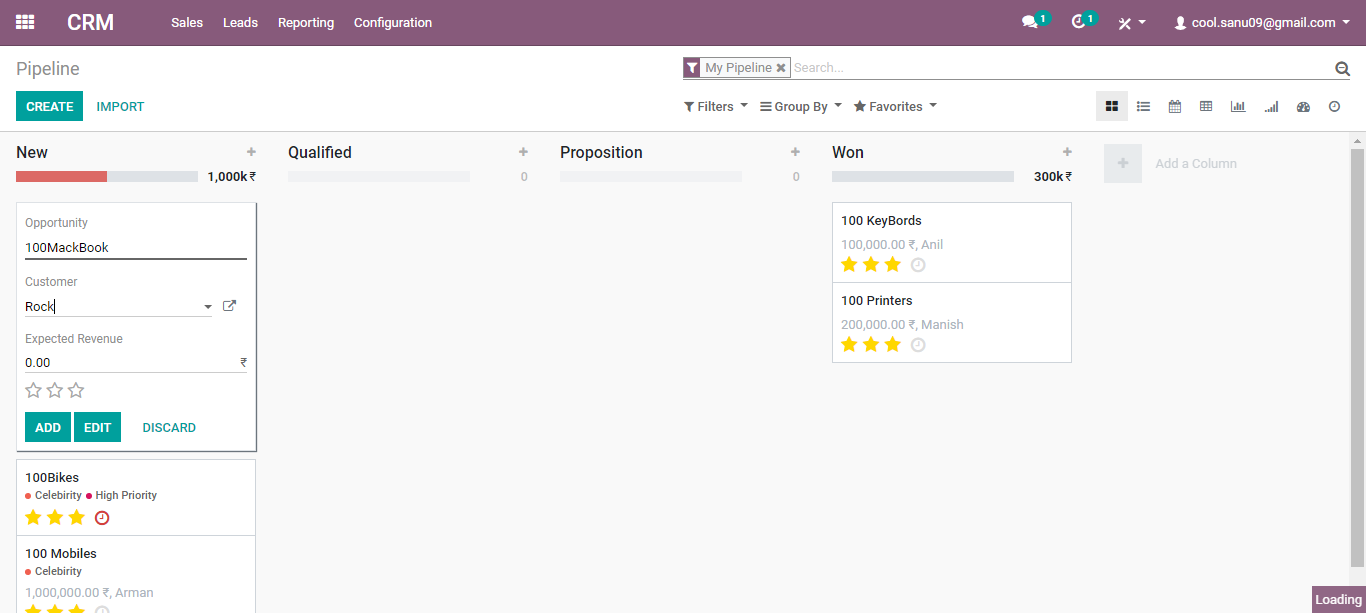 CRM Sales Leads Reporting Configuration 1 1 cool.sanu09@gmail.com
Pipeline
My Pipeline Search...
CREATE IMPORT
Filters Group By Favorites
New
1,000k ₹
Qualified
0
Proposition
0
Won
300k ₹
Add a Column
Opportunity
100MackBook
Customer
Rock
Expected Revenue
0.00 ₹
ADD EDIT DISCARD
100Bikes
Celebirity High Priority
100 Mobiles
Celebirity
1,000,000.00 ₹, Arman
100 KeyBords
100,000.00 ₹, Anil
100 Printers
200,000.00 ₹, Manish
Loading